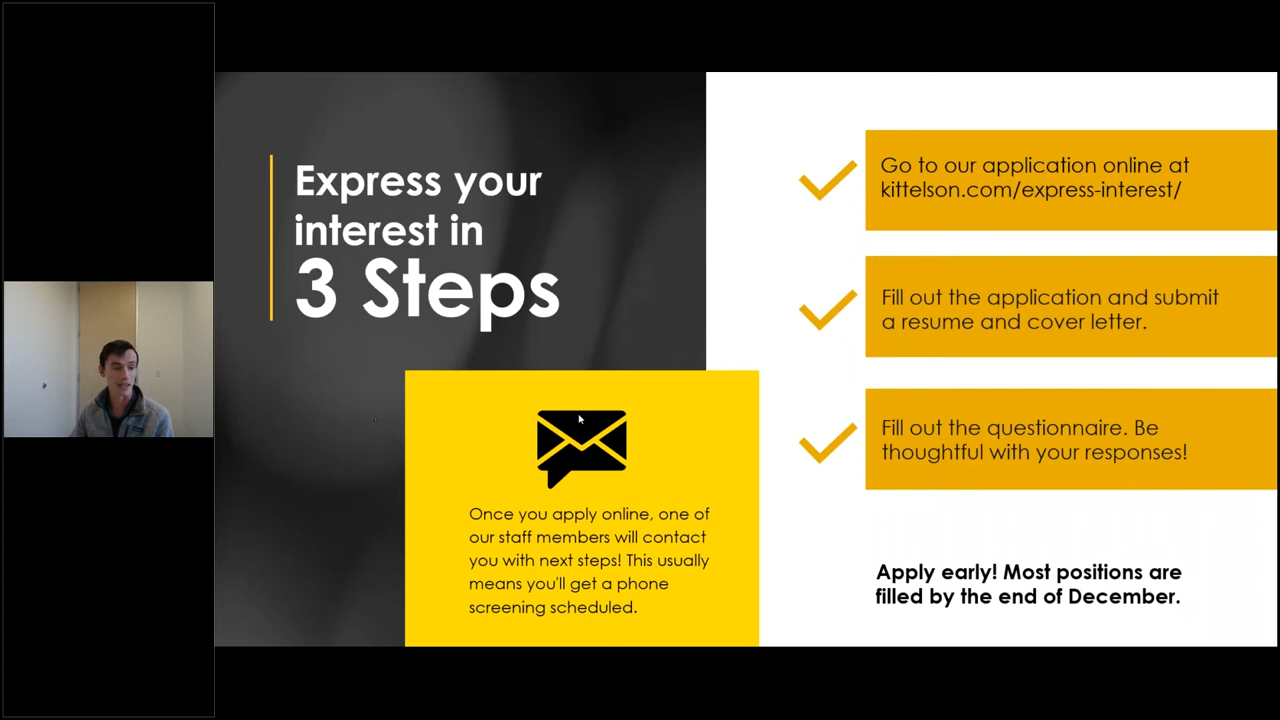 Express your
interest in
3 Steps
Once you apply online, one of
our staff members will contact
you with next steps! This usually
means you'll get a phone
screening scheduled.
Go to our application online at
kittelson.com/express-interest/
Fill out the application and submit
a resume and cover letter.
Fill out the questionnaire. Be
thoughtful with your responses!
Apply early! Most positions are
filled by the end of December.